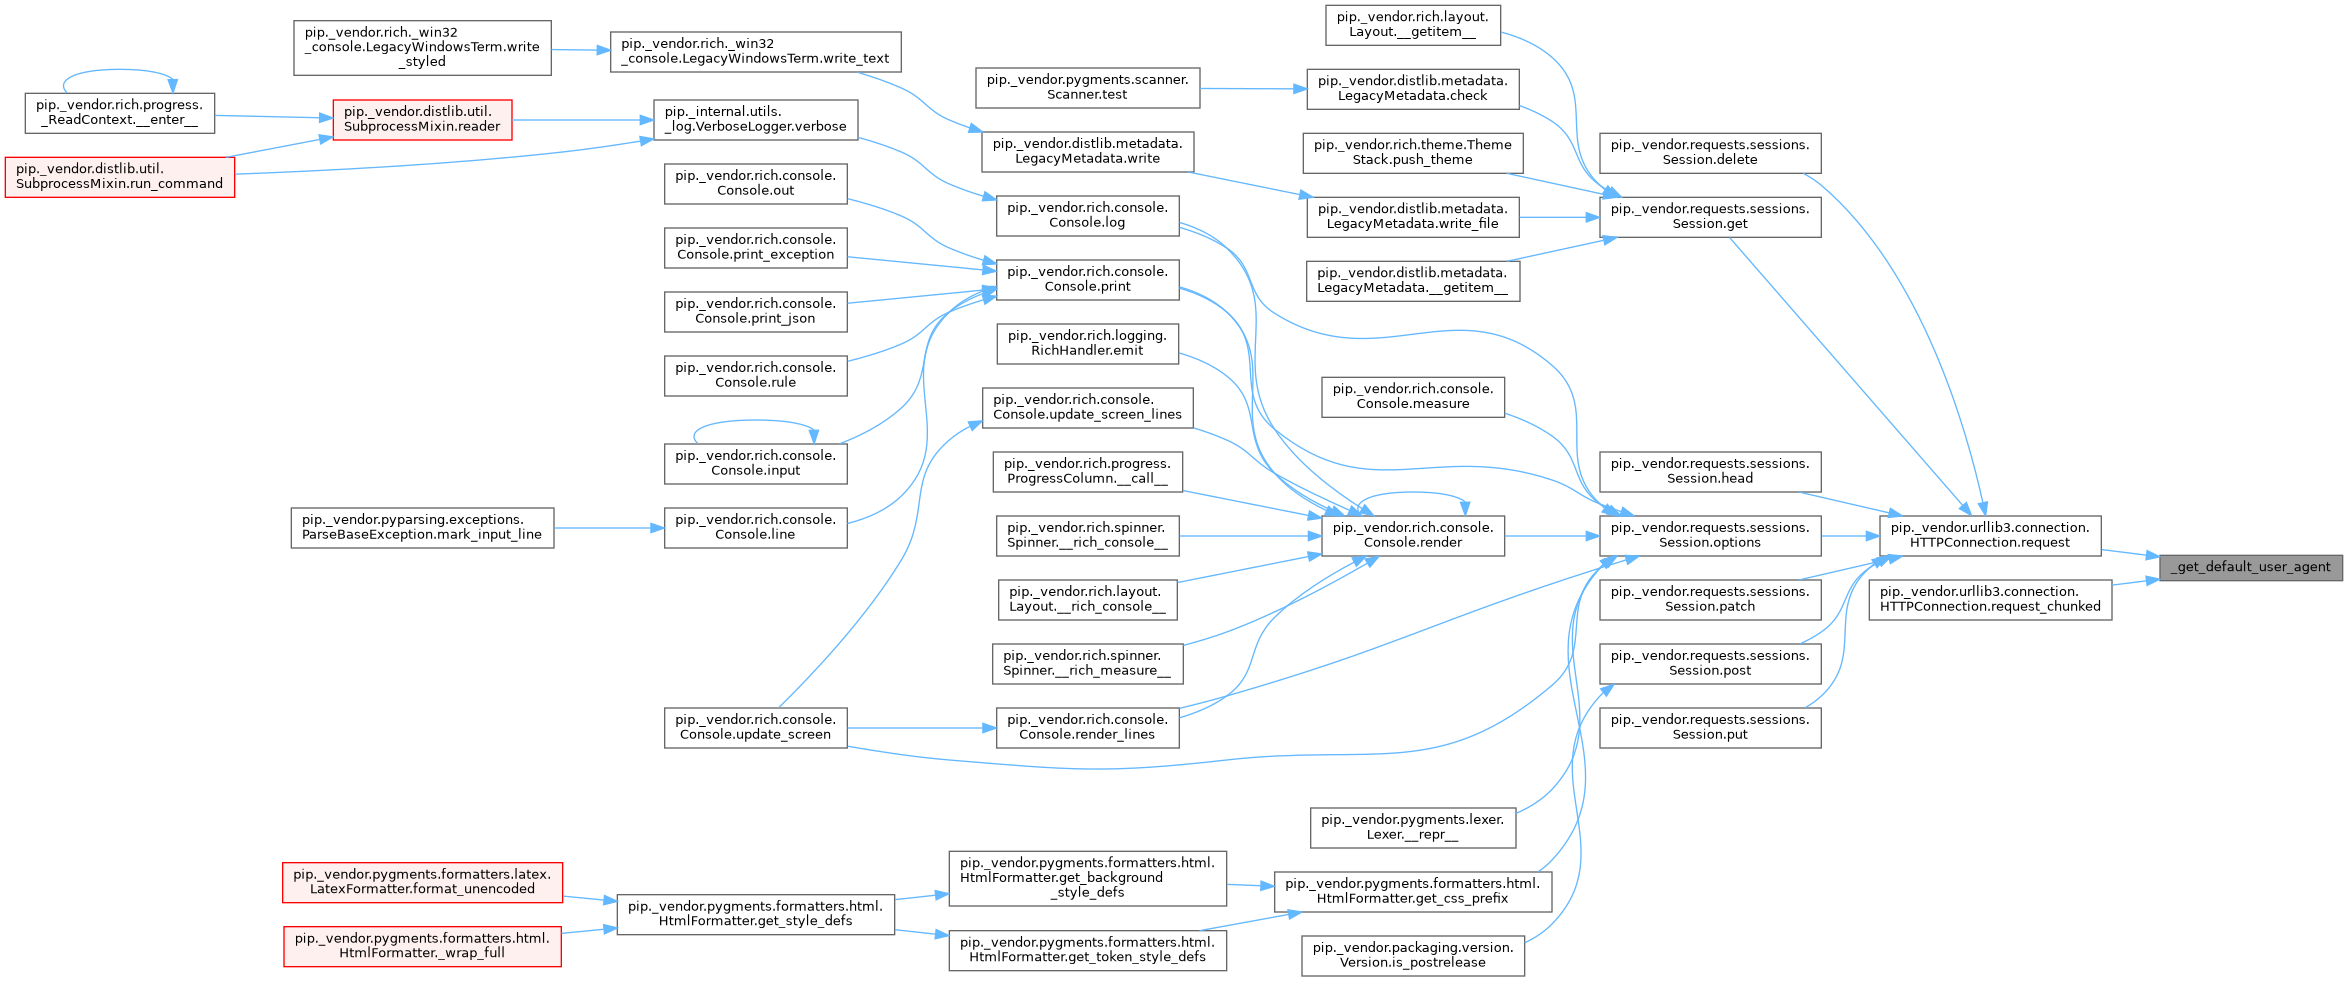 pip._vendor.rich._win32
_console.LegacyWindowsTerm.write
_styled
pip._vendor.rich._win32
_console.LegacyWindowsTerm.write_text
pip._vendor.rich.progress.
_ReadContext.__enter__
pip._vendor.distlib.util.
SubprocessMixin.reader
pip._internal.utils.
_log.VerboseLogger.verbose
pip._vendor.distlib.util.
SubprocessMixin.run_command
pip._vendor.rich.console.
Console.out
pip._vendor.rich.console.
Console.print_exception
pip._vendor.rich.console.
Console.print_json
pip._vendor.rich.console.
Console.rule
pip._vendor.rich.console.
Console.input
pip._vendor.pyparsing.exceptions.
ParseBaseException.mark_input_line
pip._vendor.rich.console.
Console.line
pip._vendor.rich.console.
Console.update_screen
pip._vendor.pygments.formatters.latex.
LatexFormatter.format_unencoded
pip._vendor.pygments.formatters.html.
HtmlFormatter._wrap_full
pip._vendor.pygments.formatters.html.
HtmlFormatter.get_style_defs
pip._vendor.pygments.scanner.
Scanner.test
pip._vendor.distlib.metadata.
LegacyMetadata.write
pip._vendor.rich.console.
Console.log
pip._vendor.rich.console.
Console.print
pip._vendor.rich.logging.
RichHandler.emit
pip._vendor.rich.console.
Console.update_screen_lines
pip._vendor.rich.progress.
ProgressColumn.__call__
pip._vendor.rich.spinner.
Spinner.__rich_console__
pip._vendor.rich.layout.
Layout.__rich_console__
pip._vendor.rich.spinner.
Spinner.__rich_measure__
pip._vendor.rich.console.
Console.render_lines
pip._vendor.pygments.formatters.html.
HtmlFormatter.get_background
_style_defs
pip._vendor.pygments.formatters.html.
HtmlFormatter.get_token_style_defs
pip._vendor.rich.layout.
Layout.__getitem__
pip._vendor.distlib.metadata.
LegacyMetadata.check
pip._vendor.rich.theme.Theme
Stack.push_theme
pip._vendor.distlib.metadata.
LegacyMetadata.write_file
pip._vendor.distlib.metadata.
LegacyMetadata.__getitem__
pip._vendor.rich.console.
Console.measure
pip._vendor.rich.console.
Console.render
pip._vendor.pygments.lexer.
Lexer.__repr__
pip._vendor.pygments.formatters.html.
HtmlFormatter.get_css_prefix
pip._vendor.packaging.version.
Version.is_postrelease
pip._vendor.requests.sessions.
Session.delete
pip._vendor.requests.sessions.
Session.get
pip._vendor.requests.sessions.
Session.head
pip._vendor.requests.sessions.
Session.options
pip._vendor.requests.sessions.
Session.patch
pip._vendor.requests.sessions.
Session.post
pip._vendor.requests.sessions.
Session.put
pip._vendor.urllib3.connection.
HTTPConnection.request
pip._vendor.urllib3.connection.
HTTPConnection.request_chunked
_get_default_user_agent